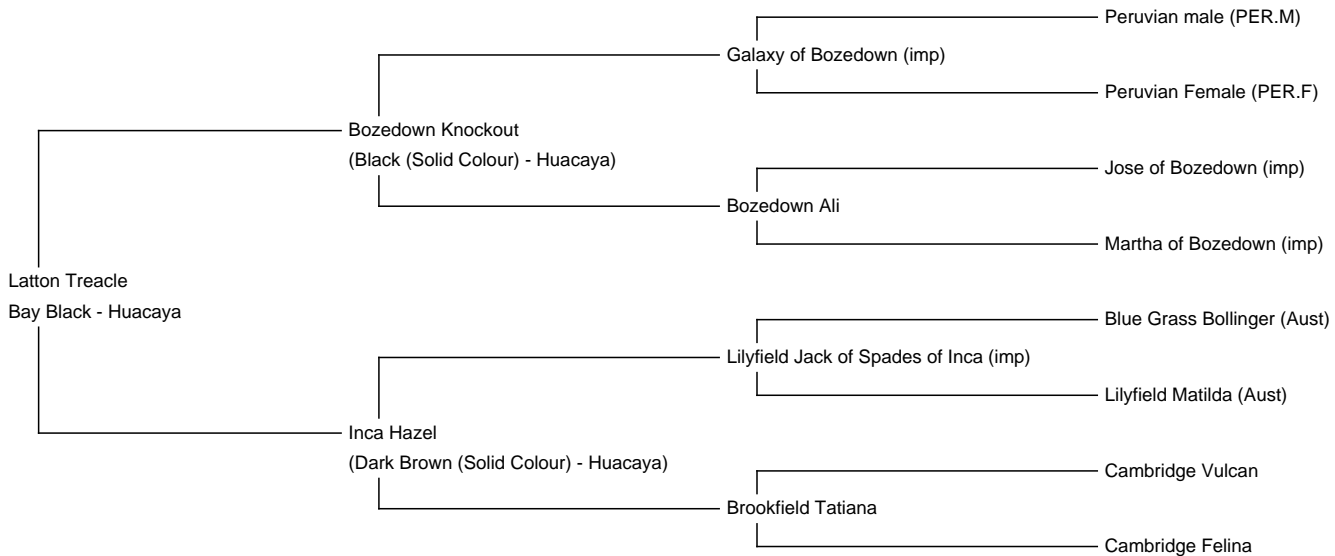 Peruvian male (PER.M)
Galaxy of Bozedown (imp)
Peruvian Female (PER.F)
Bozedown Knockout
(Black (Solid Colour) - Huacaya)
Jose of Bozedown (imp)
Bozedown Ali
Martha of Bozedown (imp)
Latton Treacle
Bay Black - Huacaya
Blue Grass Bollinger (Aust)
Lilyfield Jack of Spades of Inca (imp)
Lilyfield Matilda (Aust)
Inca Hazel
(Dark Brown (Solid Colour) - Huacaya)
Cambridge Vulcan
Brookfield Tatiana
Cambridge Felina